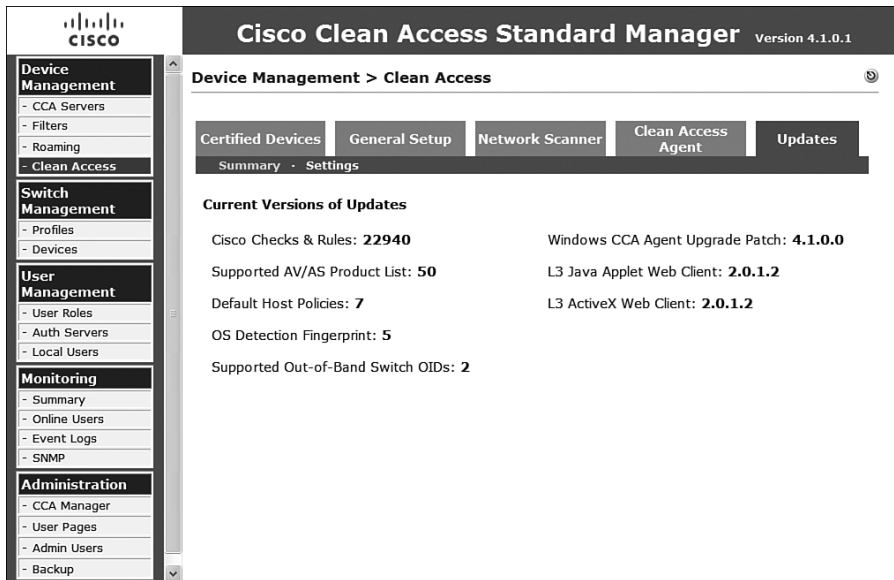 CISCO
Cisco Clean Access Standard Manager Version 4.1.0.1
Device
Management
- CCA Servers
- Filters
- Roaming
- Clean Access
Switch
Management
- Profiles
- Devices
User
Management
- User Roles
- Auth Servers
- Local Users
Monitoring
- Summary
- Online Users
- Event Logs
- SNMP
Administration
- CCA Manager
- User Pages
- Admin Users
- Backup
Device Management > Clean Access
Certified Devices
General Setup
Network Scanner
Clean Access
Agent
Updates
Summary · Settings
Current Versions of Updates
Cisco Checks & Rules: 22940
Supported AV/AS Product List: 50
Default Host Policies: 7
OS Detection Fingerprint: 5
Supported Out-of-Band Switch OIDs: 2
Windows CCA Agent Upgrade Patch: 4.1.0.0
L3 Java Applet Web Client: 2.0.1.2
L3 ActiveX Web Client: 2.0.1.2